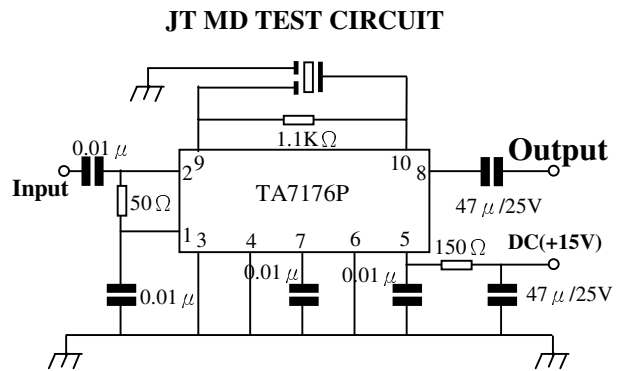 JT MD TEST CIRCUIT
0.01 μ
1.1KΩ
9
10
2
8
Output
Input
50Ω
TA7176P
47 μ/25V
1
3
4
7
6
5
150Ω
DC(+15V)
0.01 μ
0.01 μ
0.01 μ
47 μ/25V